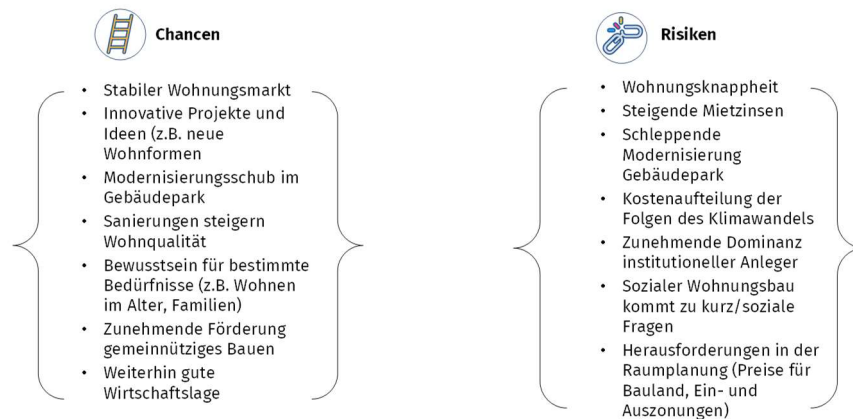 Chancen
• Stabiler Wohnungsmarkt
• Innovative Projekte und
Ideen (z.B. neue
Wohnformen
• Modernisierungsschub im
Gebäudepark
• Sanierungen steigern
Wohnqualität
• Bewusstsein für bestimmte
Bedürfnisse (z.B. Wohnen
im Alter, Familien)
• Zunehmende Förderung
gemeinnütziges Bauen
• Weiterhin gute
Wirtschaftslage
Risiken
• Wohnungsknappheit
• Steigende Mietzinsen
• Schleppende
Modernisierung
Gebäudepark
• Kostenaufteilung der
Folgen des Klimawandels
• Zunehmende Dominanz
institutioneller Anleger
• Sozialer Wohnungsbau
kommt zu kurz/soziale
Fragen
• Herausforderungen in der
Raumplanung (Preise für
Bauland, Ein- und
Auszonungen)